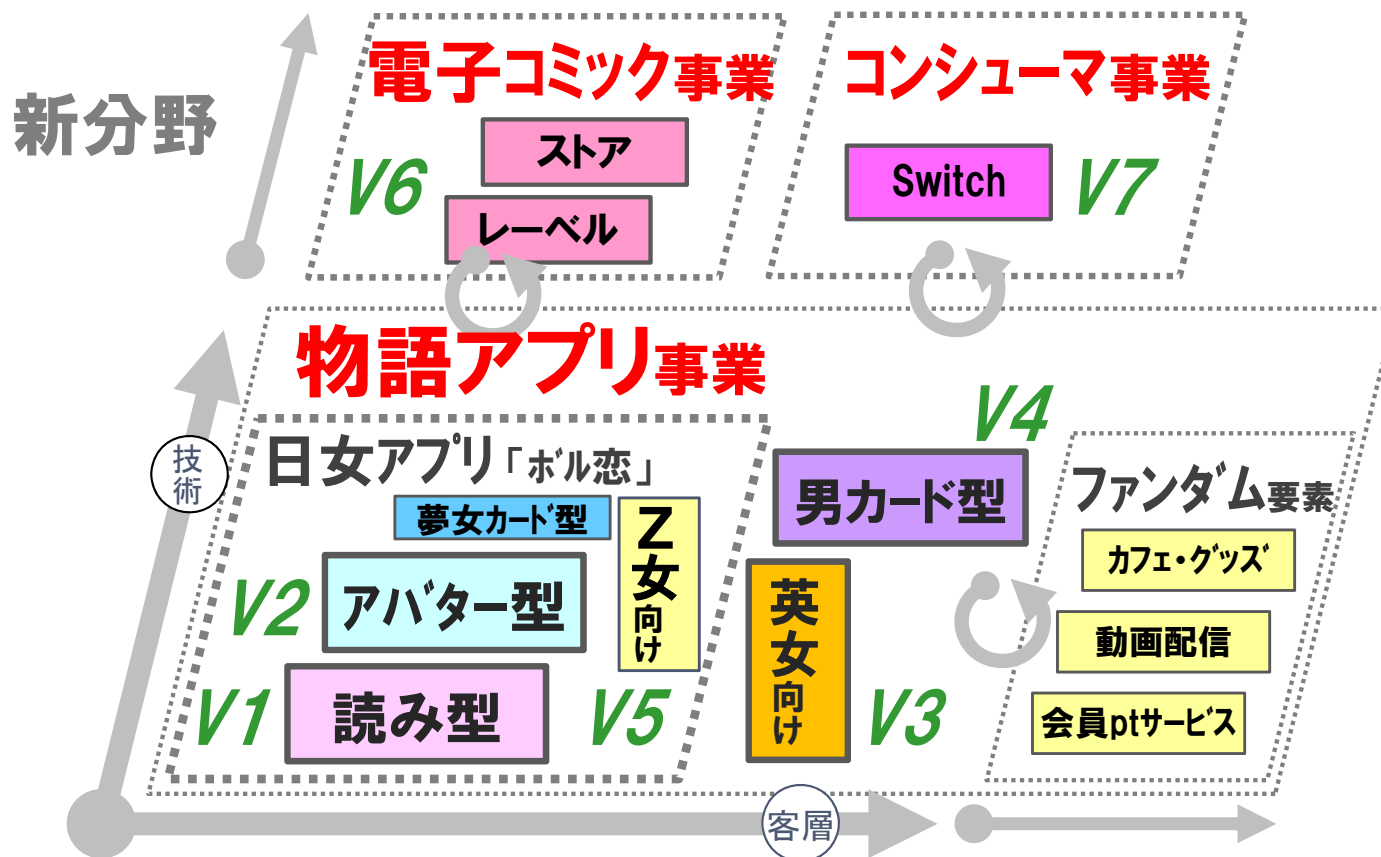 新分野
電子コミック事業
V6
ストア
レーベル
コンシューマ事業
Switch
V7
物語アプリ事業
技術
日女アプリ「ボル恋」
夢女カード型
Z女向け
V2
アバター型
V1
読み型
V5
V4
男カード型
英女向け
V3
ファンダム要素
カフェ・グッズ
動画配信
会員ptサービス
客層